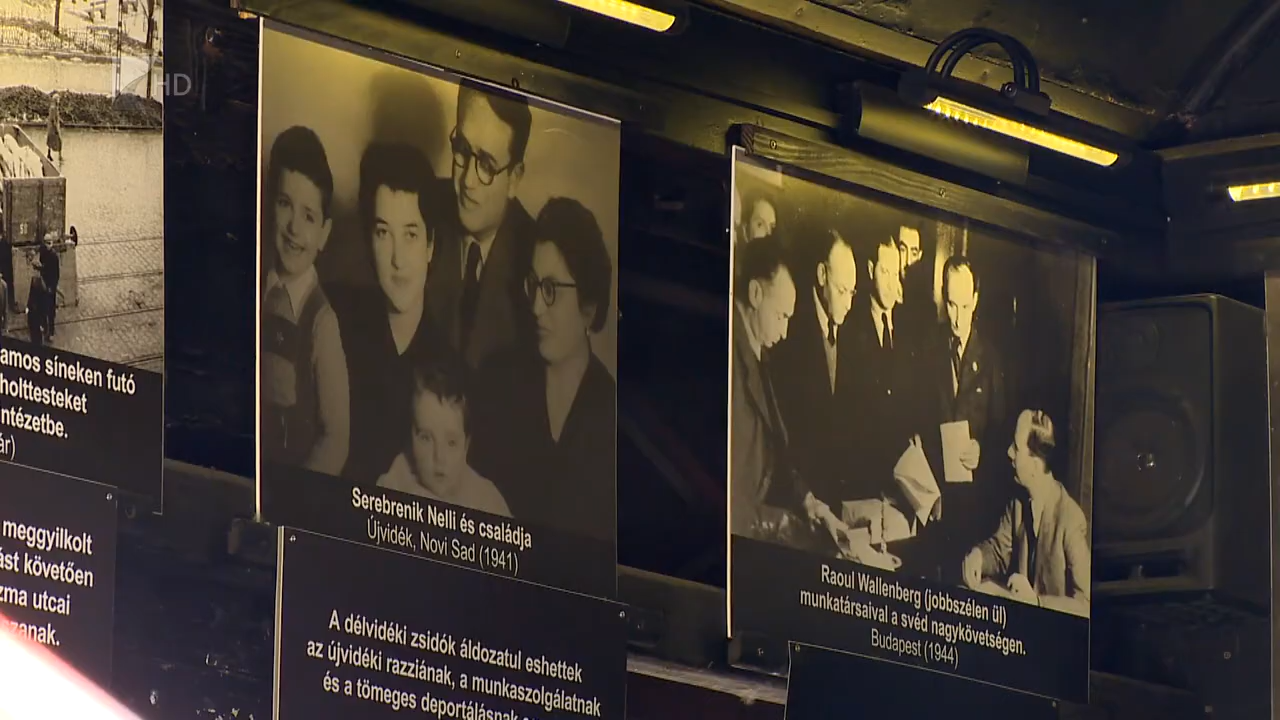 HD
amos síneken futó
holttesteket
ntézetbe.
ár)
meggyilkolt
ást követően
zma utcai
zanak.
Serebrenik Nelli és családja
Újvidék, Novi Sad (1941)
A délvidéki zsidók áldozatul eshettek
az újvidéki razziának, a munkaszolgálatnak
és a tömeges deportálásnak
Raoul Wallenberg (jobbszélen ül)
munkatársaival a svéd nagykövetségen.
Budapest (1944)